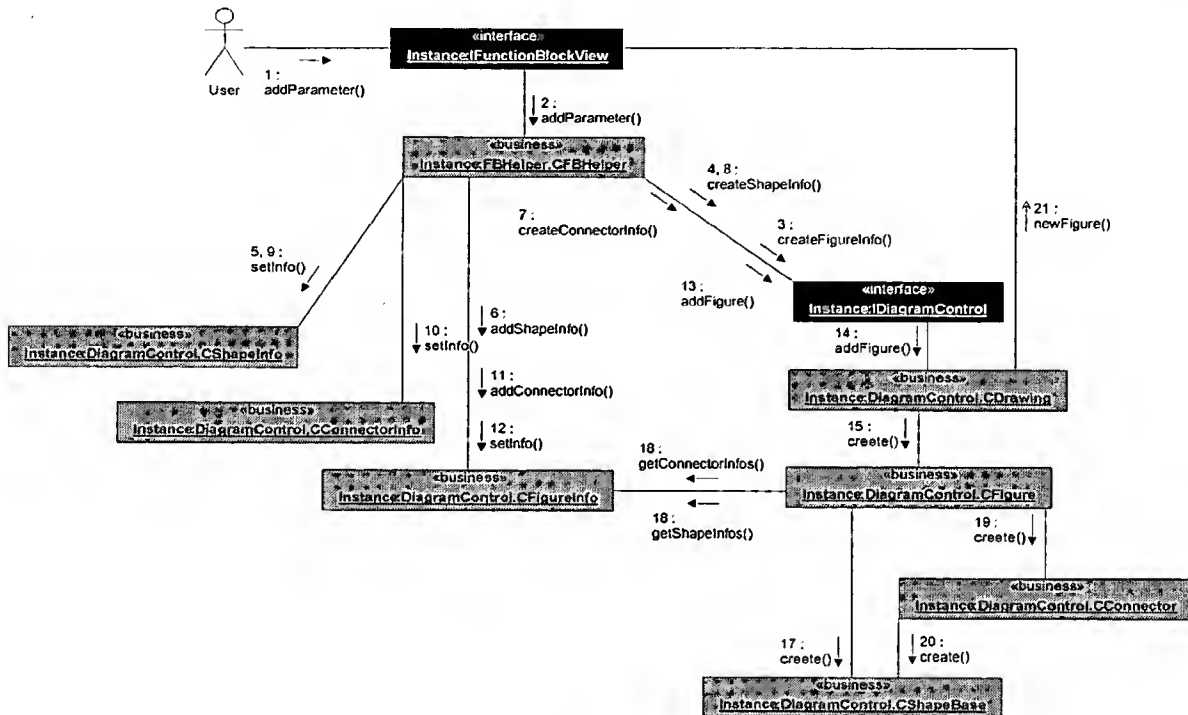 «interface»
Instance:IFunctionBlockView
User
1 :
addParameter()
2 :
addParameter()
«business»
Instance:FBHelper.CFBHelper
4, 8 :
createShapeInfo()
7 :
createConnectorInfo()
3 :
createFigureInfo()
21 :
newFigure()
5, 9 :
setInfo()
13 :
addFigure()
«interface»
Instance:IDiagramControl
6 :
addShapeInfo()
10 :
setInfo()
14 :
addFigure()
«business»
Instance:DiagramControl.CShapeInfo
11 :
addConnectorInfo()
«business»
Instance:DiagramControl.CDrawing
«business»
Instance:DiagramControl.CConnectorInfo
12 :
setInfo()
15 :
creete()
18 :
getConnectorInfos()
«business»
Instance:DiagramControl.CFigureInfo
«business»
Instance:DiagramControl.CFigure
18 :
getShapeInfos()
19 :
creete()
«business»
Instance:DiagramControl.CConnector
17 :
creete()
20 :
create()
«business»
Instance:DiagramControl.CShapeBase